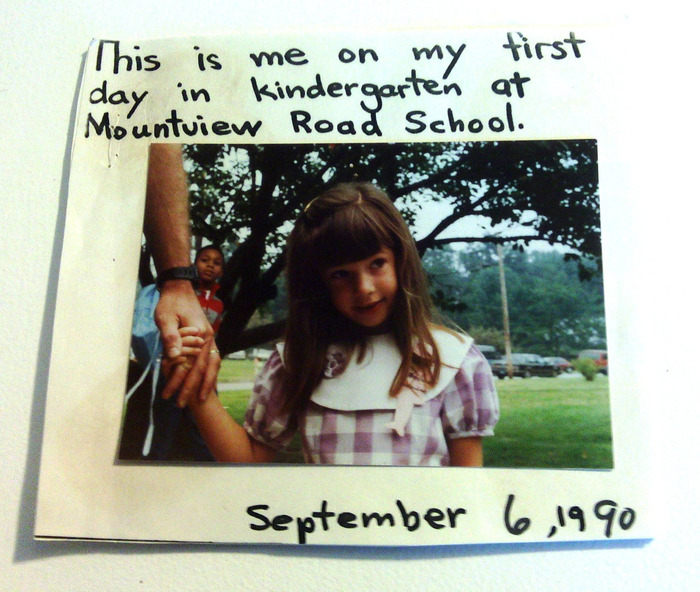 This is me on my first
day in kindergarten at
Mountview Road School.
September 6, 1990